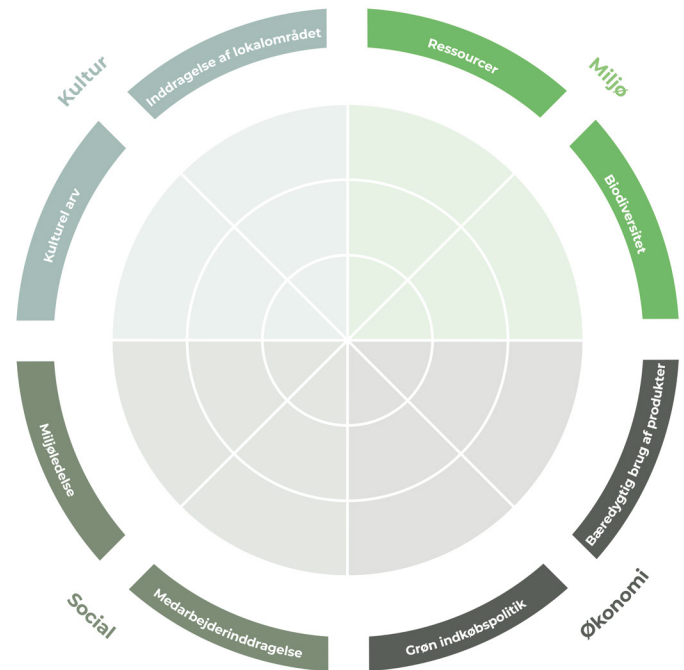 Kultur
Inddragelse af lokalområdet
Ressourcer
Miljø
Kulturel arv
Biodiversitet
Miljøledelse
Bæredygtig brug af produkter
Social
Medarbejderinddragelse
Grøn indkøbspolitik
Økonomi